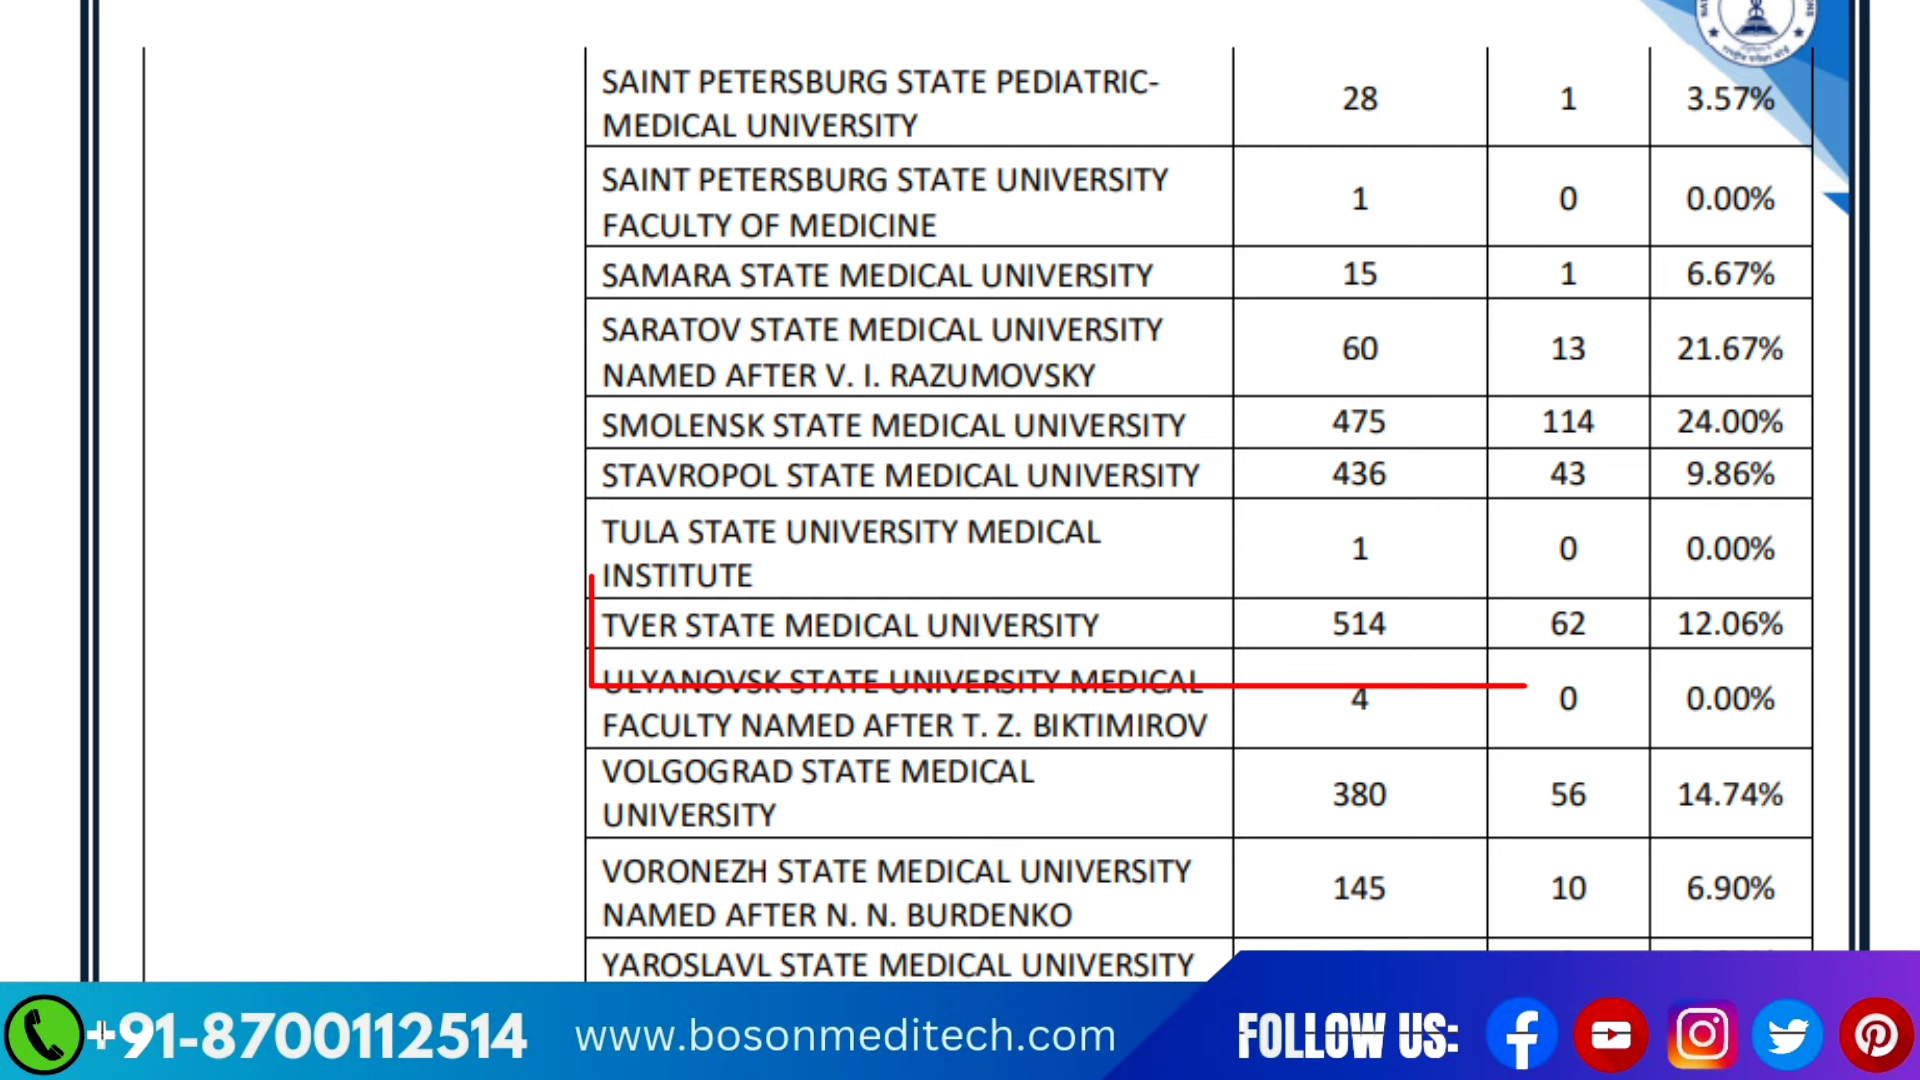 SAINT PETERSBURG STATE PEDIATRIC-
MEDICAL UNIVERSITY
28 1 3.57%
SAINT PETERSBURG STATE UNIVERSITY
FACULTY OF MEDICINE
1 0 0.00%
SAMARA STATE MEDICAL UNIVERSITY 15 1 6.67%
SARATOV STATE MEDICAL UNIVERSITY
NAMED AFTER V. I. RAZUMOVSKY
60 13 21.67%
SMOLENSK STATE MEDICAL UNIVERSITY 475 114 24.00%
STAVROPOL STATE MEDICAL UNIVERSITY 436 43 9.86%
TULA STATE UNIVERSITY MEDICAL
INSTITUTE
1 0 0.00%
TVER STATE MEDICAL UNIVERSITY 514 62 12.06%
ULYANOVSK STATE UNIVERSITY MEDICAL
FACULTY NAMED AFTER T. Z. BIKTIMIROV
4 0 0.00%
VOLGOGRAD STATE MEDICAL
UNIVERSITY
380 56 14.74%
VORONEZH STATE MEDICAL UNIVERSITY
NAMED AFTER N. N. BURDENKO
145 10 6.90%
YAROSLAVL STATE MEDICAL UNIVERSITY
+91-8700112514 www.bosonmeditech.com FOLLOW US: